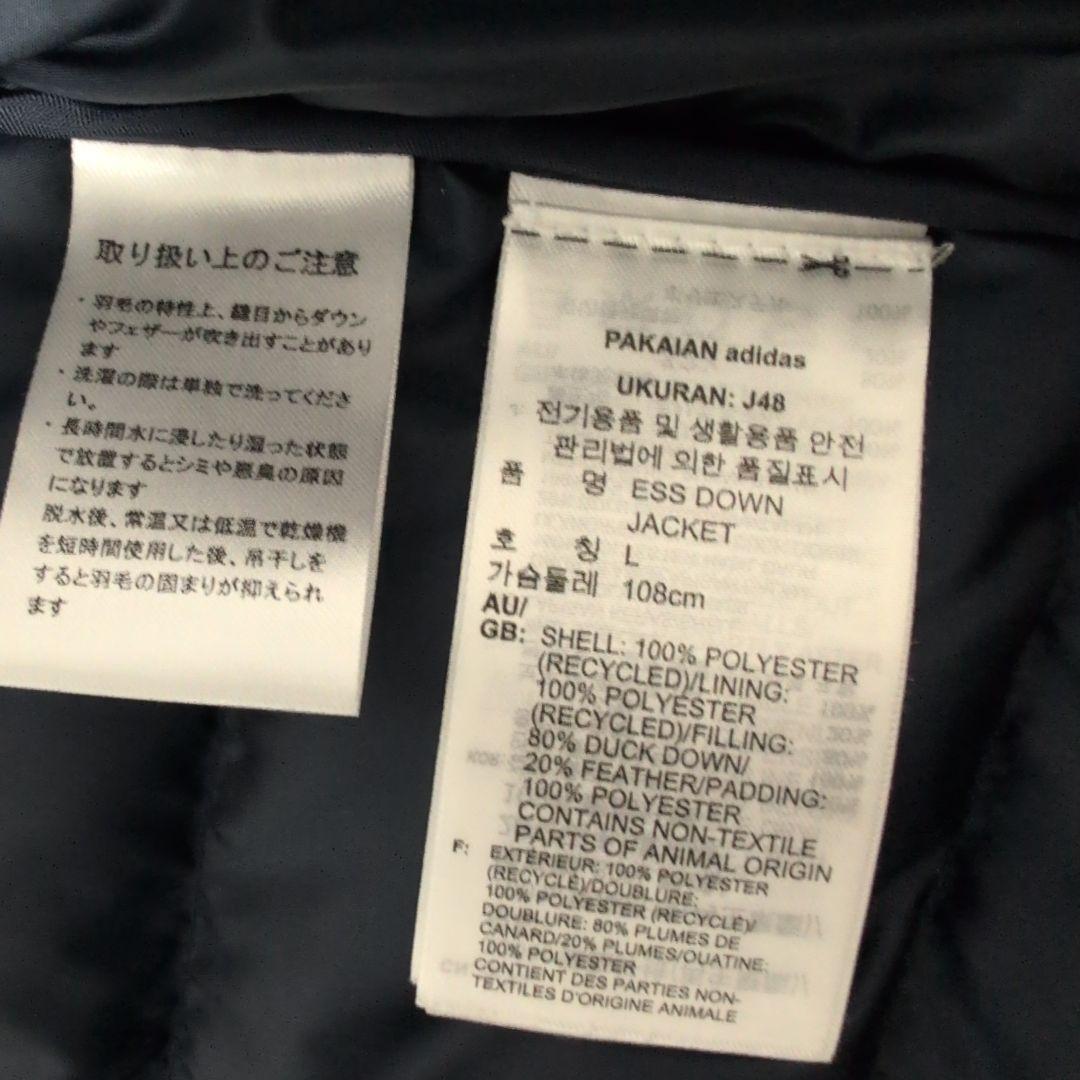 取り扱い上のご注意
・羽毛の特性上、縫目からダウン
やフェザーが吹き出すことがあり
ます
・洗濯の際は単独で洗ってくださ
い。
・長時間水に浸したり湿った状態
で放置するとシミや悪臭の原因
になります
脱水後、常温又は低温で乾燥機
を短時間使用した後、吊干しを
すると羽毛の固まりが抑えられ
ます
PAKAIAN adidas
UKURAN: J48
전기용품 및 생활용품 안전
관리법에 의한 품질표시
품 명 ESS DOWN
JACKET
호 칭 L
가슴둘레 108cm
AU/
GB: SHELL: 100% POLYESTER
(RECYCLED)/LINING:
100% POLYESTER
(RECYCLED)/FILLING:
80% DUCK DOWN/
20% FEATHER/PADDING:
100% POLYESTER
CONTAINS NON-TEXTILE
PARTS OF ANIMAL ORIGIN
F: EXTÉRIEUR: 100% POLYESTER
(RECYCLÉ)/DOUBLURE:
100% POLYESTER (RECYCLÉ)/
DOUBLURE: 80% PLUMES DE
CANARD/20% PLUMES/OUATINE:
100% POLYESTER
CONTIENT DES PARTIES NON-
TEXTILES D'ORIGINE ANIMALE